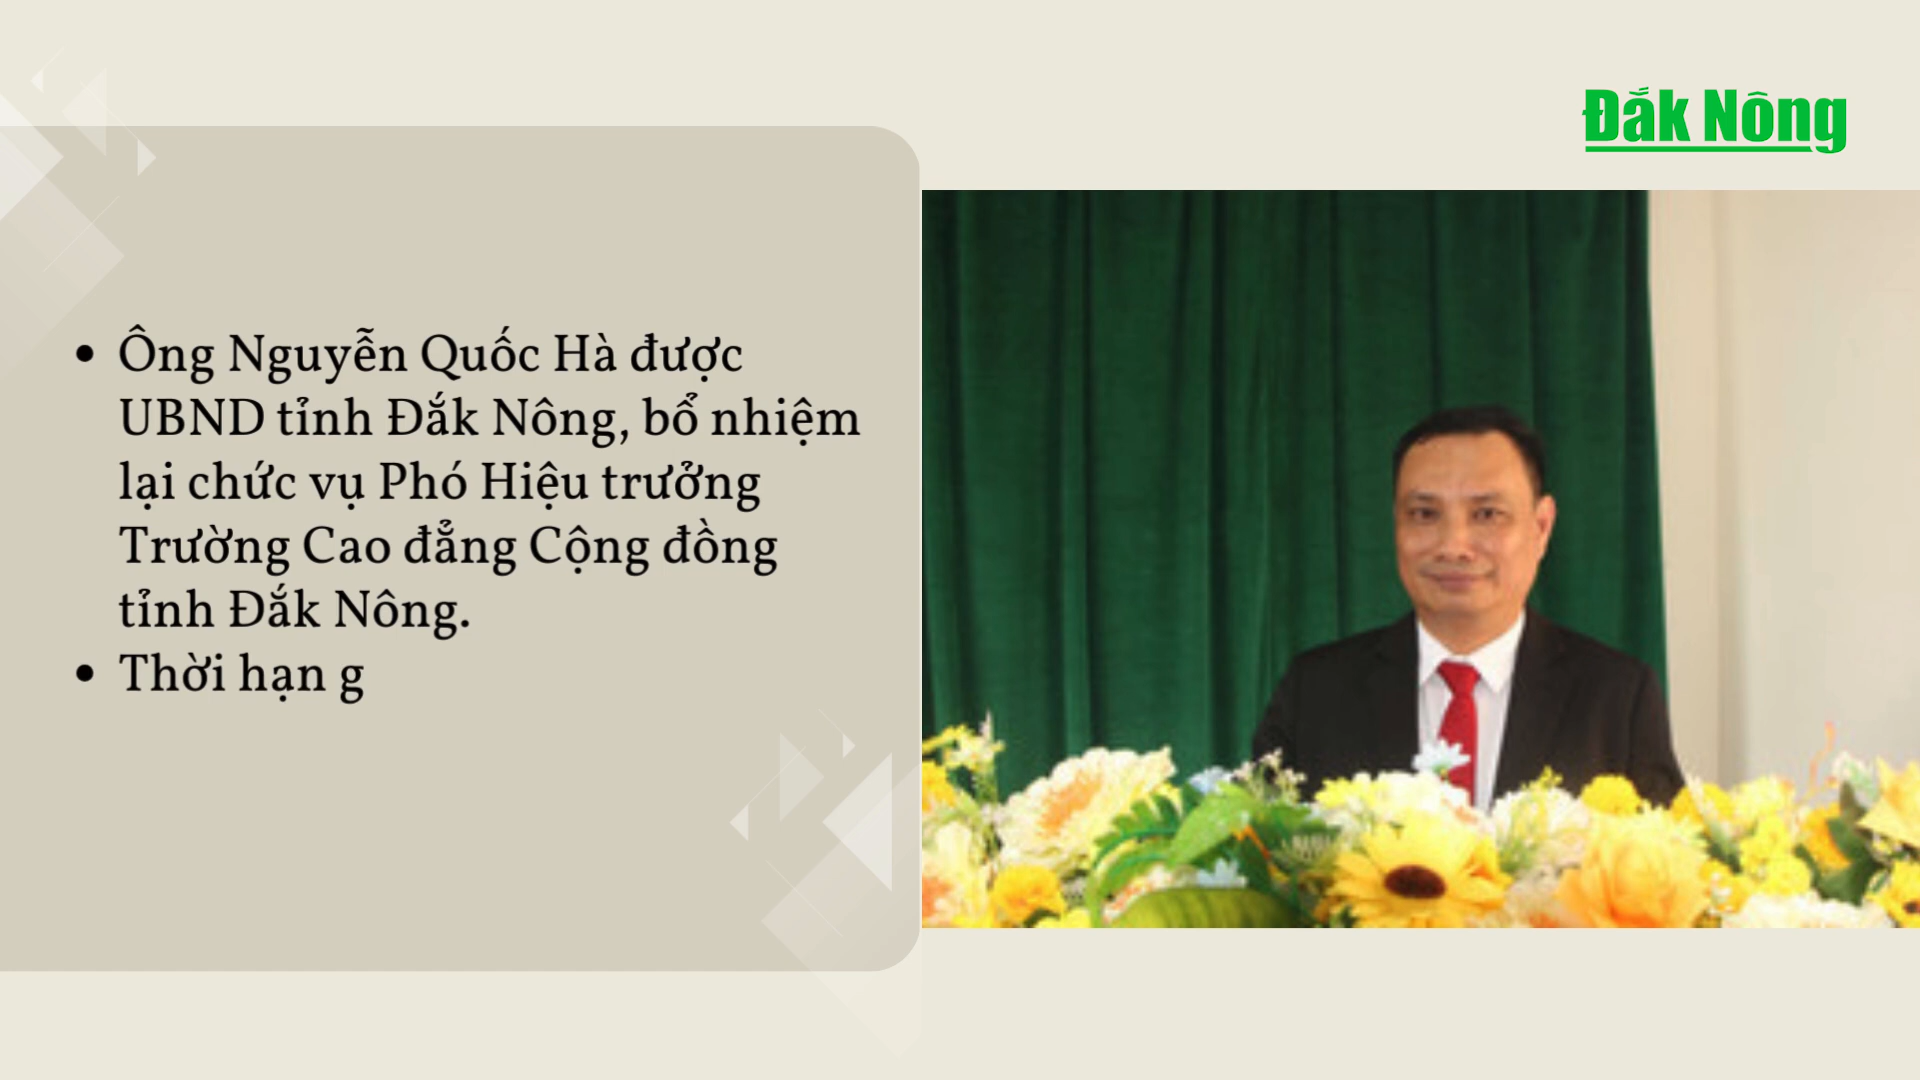 Đắk Nông
• Ông Nguyễn Quốc Hà được
UBND tỉnh Đắk Nông, bổ nhiệm
lại chức vụ Phó Hiệu trưởng
Trường Cao đẳng Cộng đồng
tỉnh Đắk Nông.
• Thời hạn g